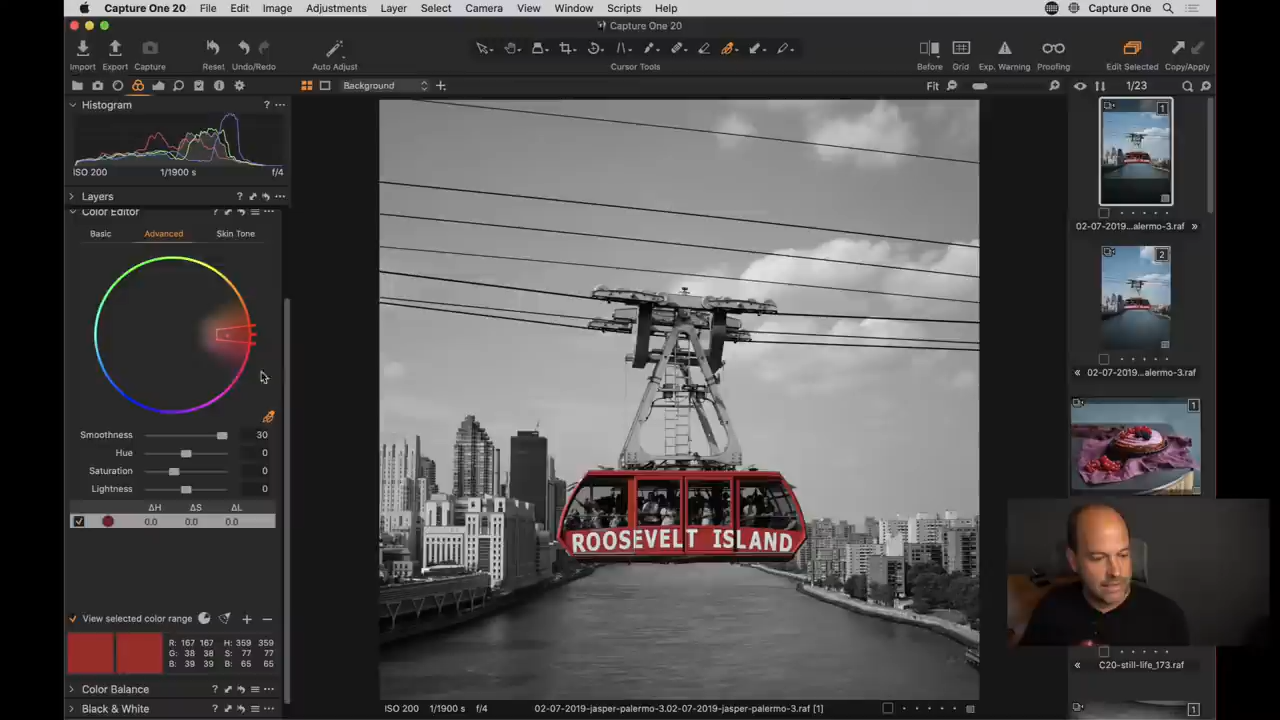 Capture One 20 File Edit Image Adjustments Layer Select Camera View Window Scripts Help Capture One
Capture One 20
Import Export Capture Reset Undo/Redo Auto Adjust Cursor Tools Before Grid Exp. Warning Proofing Edit Selected Copy/Apply
Background Fit 1/23
Histogram ? ...
ISO 200 1/1900 s f/4
Layers ? ...
Color Editor ? ...
Basic Advanced Skin Tone
Smoothness 30
Hue 0
Saturation 0
Lightness 0
ΔH ΔS ΔL
0.0 0.0 0.0
View selected color range + −
R: 167 167 H: 359 359
G: 38 38 S: 77 77
B: 39 39 L: 65 65
Color Balance ? ...
Black & White ? ...
ROOSEVELT ISLAND
ISO 200 1/1900 s f/4 02-07-2019-jasper-palermo-3.02-07-2019-jasper-palermo-3.raf [1]
1
02-07-2019...alermo-3.raf »
2
« 02-07-2019...alermo-3.raf
1
« C20-still-life_173.raf
1